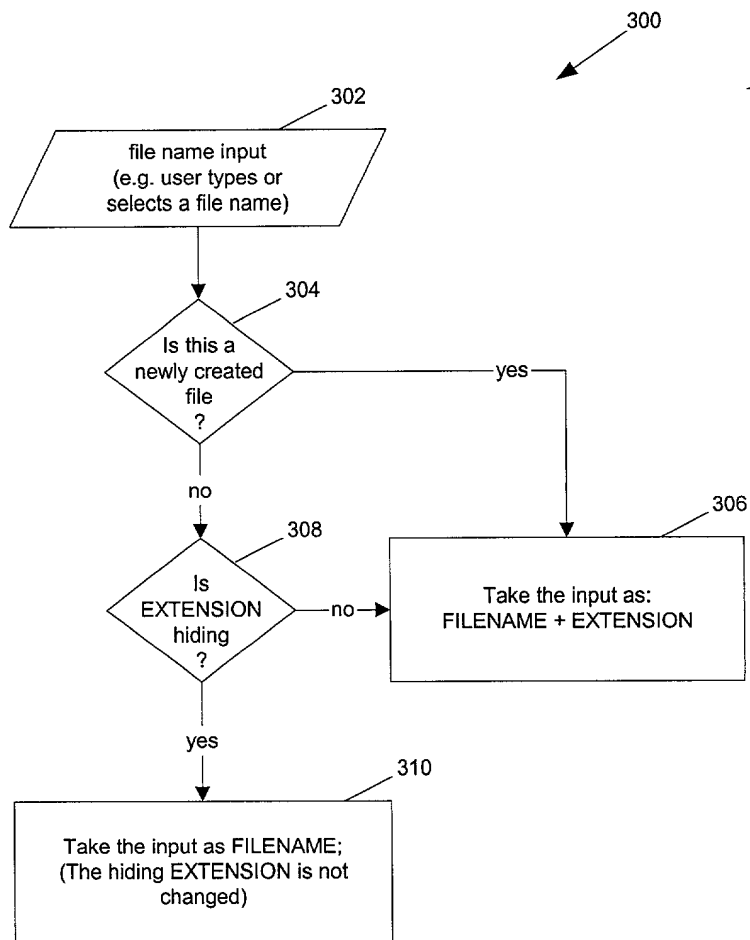 300
302
file name input
(e.g. user types or
selects a file name)
304
Is this a
newly created
file
?
yes
no
306
308
Is
EXTENSION
hiding
?
no
Take the input as:
FILENAME + EXTENSION
yes
310
Take the input as FILENAME;
(The hiding EXTENSION is not
changed)